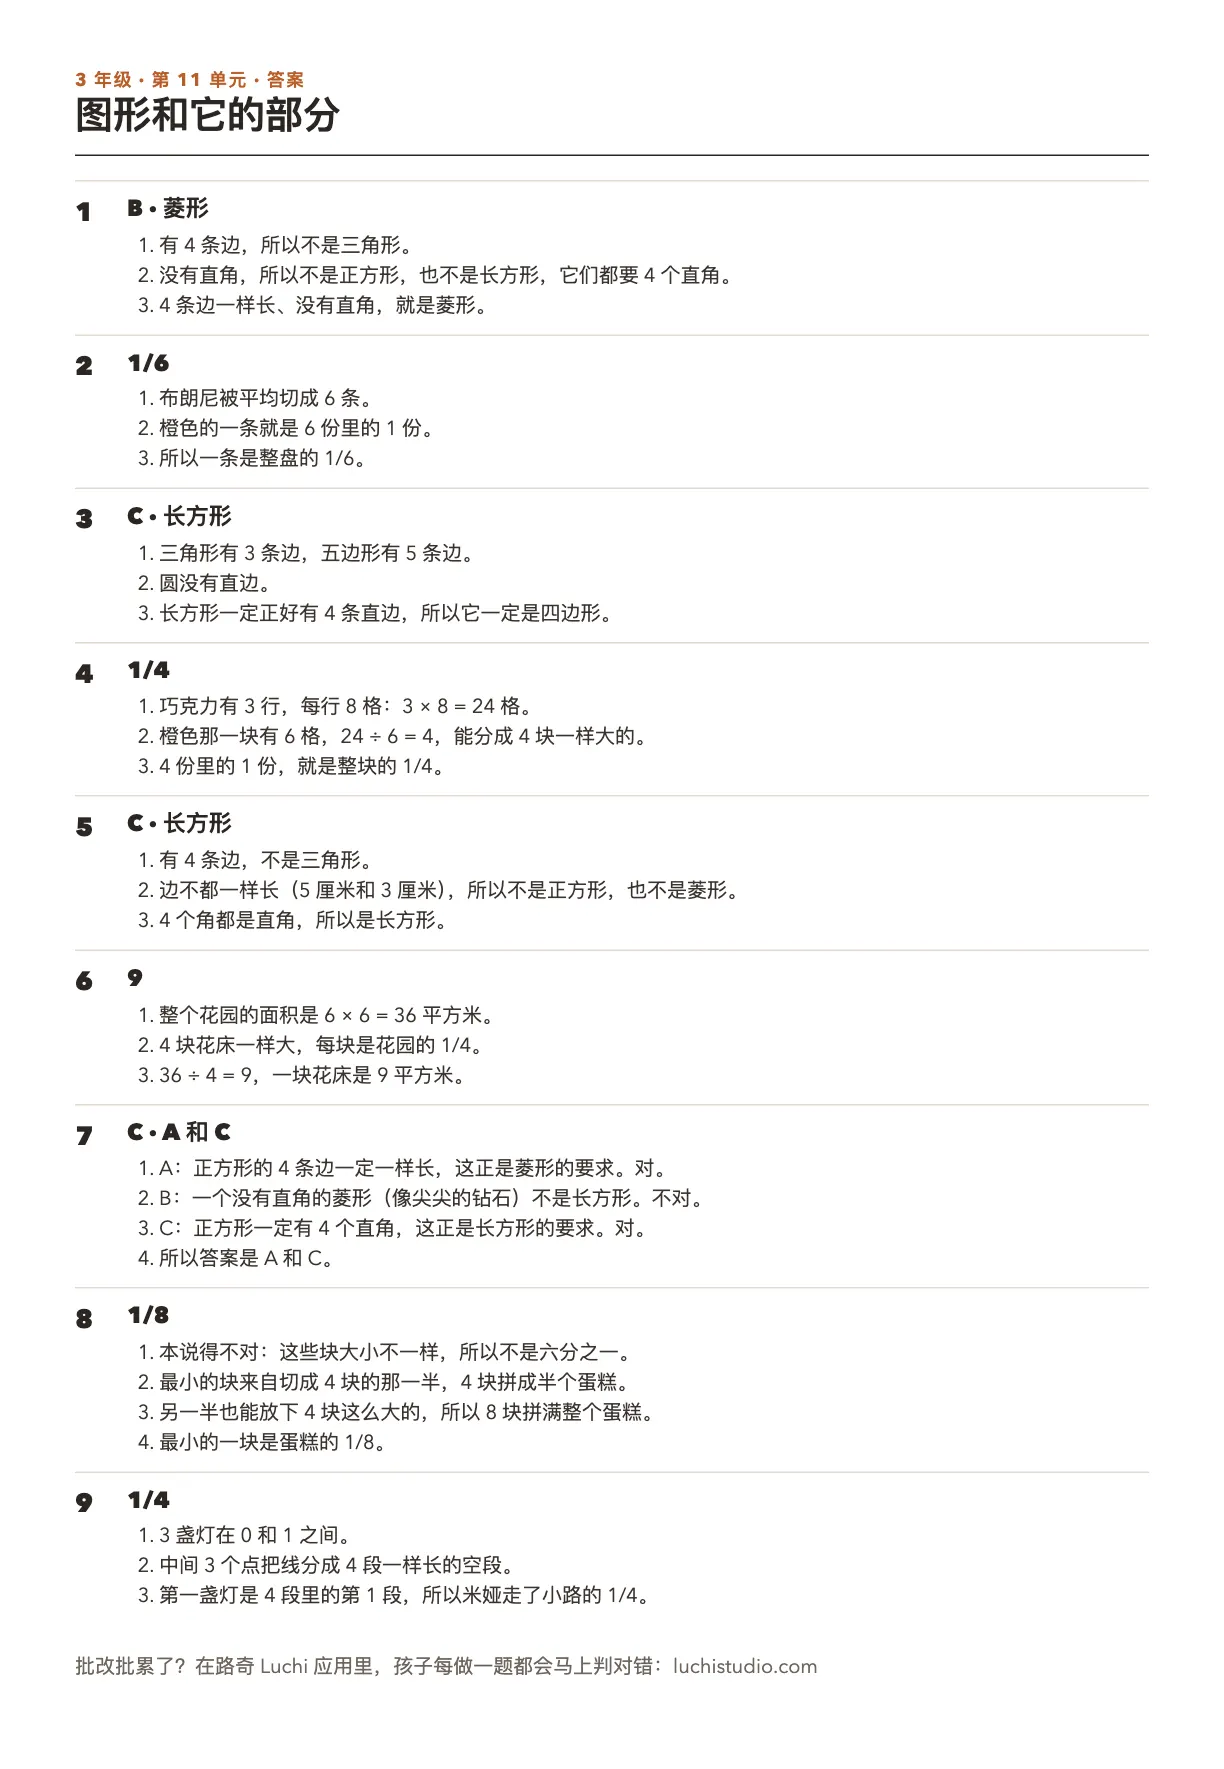 3 年级 · 第 11 单元 · 答案
图形和它的部分
1 B · 菱形
1. 有 4 条边，所以不是三角形。
2. 没有直角，所以不是正方形，也不是长方形，它们都要 4 个直角。
3. 4 条边一样长、没有直角，就是菱形。
2 1/6
1. 布朗尼被平均切成 6 条。
2. 橙色的一条就是 6 份里的 1 份。
3. 所以一条是整盘的 1/6。
3 C · 长方形
1. 三角形有 3 条边，五边形有 5 条边。
2. 圆没有直边。
3. 长方形一定正好有 4 条直边，所以它一定是四边形。
4 1/4
1. 巧克力有 3 行，每行 8 格：3 × 8 = 24 格。
2. 橙色那一块有 6 格，24 ÷ 6 = 4，能分成 4 块一样大的。
3. 4 份里的 1 份，就是整块的 1/4。
5 C · 长方形
1. 有 4 条边，不是三角形。
2. 边不都一样长（5 厘米和 3 厘米），所以不是正方形，也不是菱形。
3. 4 个角都是直角，所以是长方形。
6 9
1. 整个花园的面积是 6 × 6 = 36 平方米。
2. 4 块花床一样大，每块是花园的 1/4。
3. 36 ÷ 4 = 9，一块花床是 9 平方米。
7 C · A 和 C
1. A：正方形的 4 条边一定一样长，这正是菱形的要求。对。
2. B：一个没有直角的菱形（像尖尖的钻石）不是长方形。不对。
3. C：正方形一定有 4 个直角，这正是长方形的要求。对。
4. 所以答案是 A 和 C。
8 1/8
1. 本说得不对：这些块大小不一样，所以不是六分之一。
2. 最小的块来自切成 4 块的那一半，4 块拼成半个蛋糕。
3. 另一半也能放下 4 块这么大的，所以 8 块拼满整个蛋糕。
4. 最小的一块是蛋糕的 1/8。
9 1/4
1. 3 盏灯在 0 和 1 之间。
2. 中间 3 个点把线分成 4 段一样长的空段。
3. 第一盏灯是 4 段里的第 1 段，所以米娅走了小路的 1/4。
批改批累了？在路奇 Luchi 应用里，孩子每做一题都会马上判对错：luchistudio.com